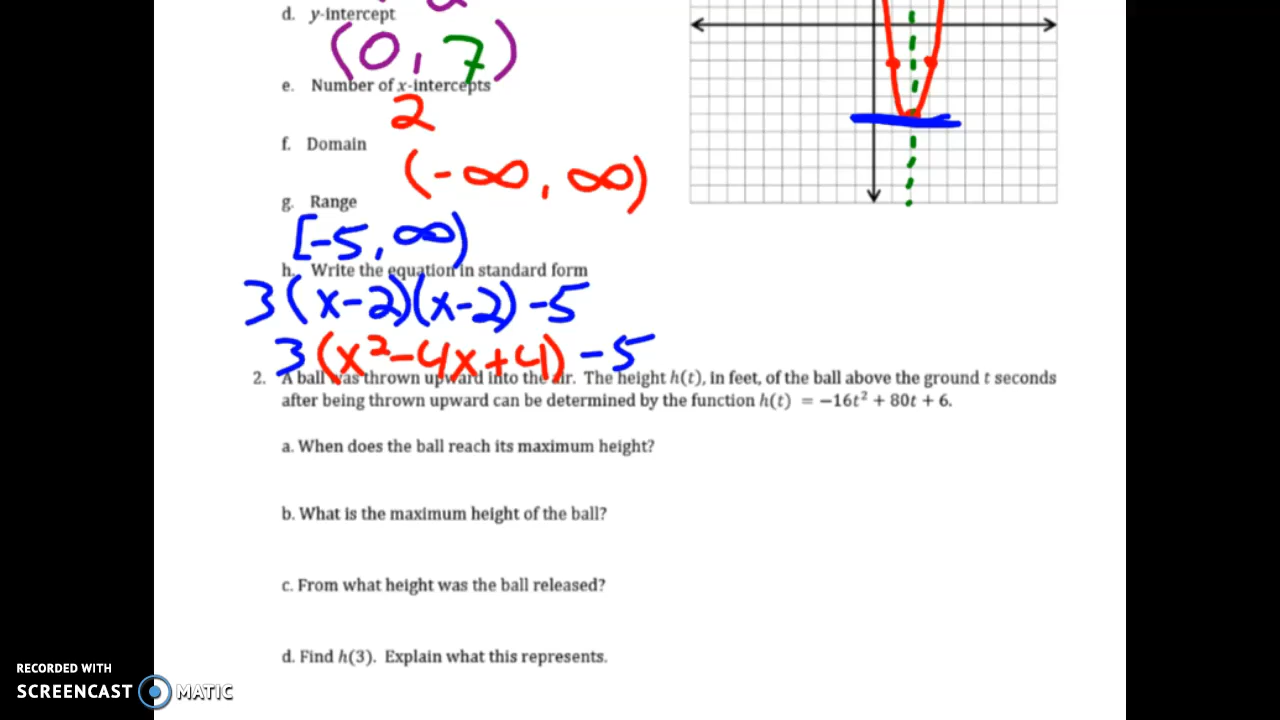 d. y-intercept
(0, 7)
e. Number of x-intercepts
2
f. Domain
(-∞, ∞)
g. Range
[-5, ∞)
h. Write the equation in standard form
3(x-2)(x-2)-5
3(x²-4x+4)-5
2. A ball was thrown upward into the air. The height h(t), in feet, of the ball above the ground t seconds
after being thrown upward can be determined by the function h(t) = −16t² + 80t + 6.
a. When does the ball reach its maximum height?
b. What is the maximum height of the ball?
c. From what height was the ball released?
d. Find h(3). Explain what this represents.
RECORDED WITH
SCREENCAST MATIC